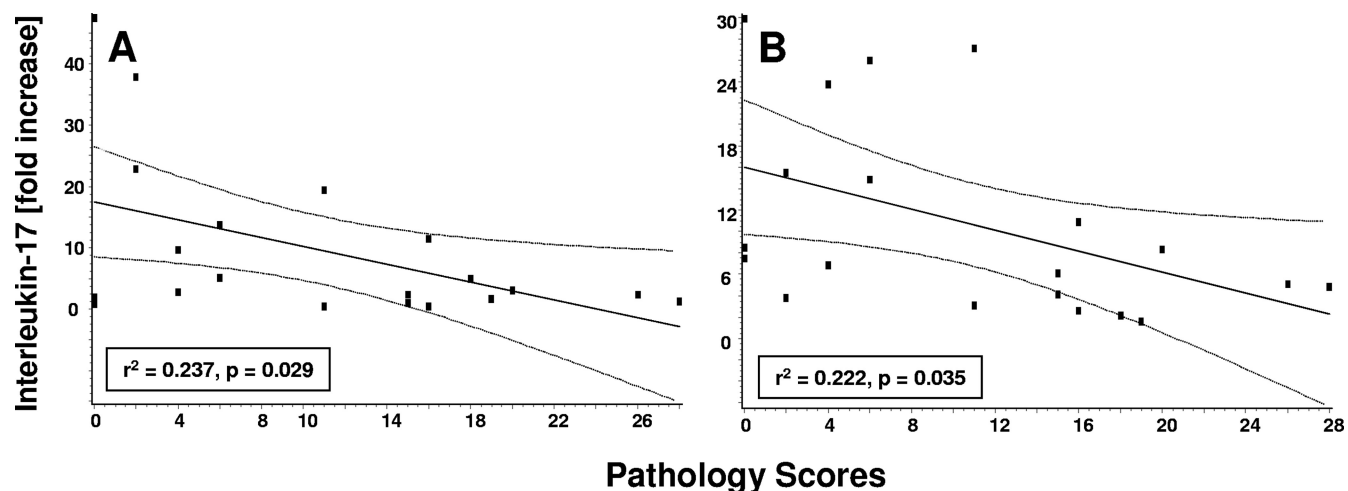 Interleukin-17 [fold increase]
A
40
30
20
10
0
r² = 0.237, p = 0.029
0 4 8 12 14 18 22 26
B
30
24
18
12
6
0
r² = 0.222, p = 0.035
0 4 8 12 16 20 24 28
Pathology Scores